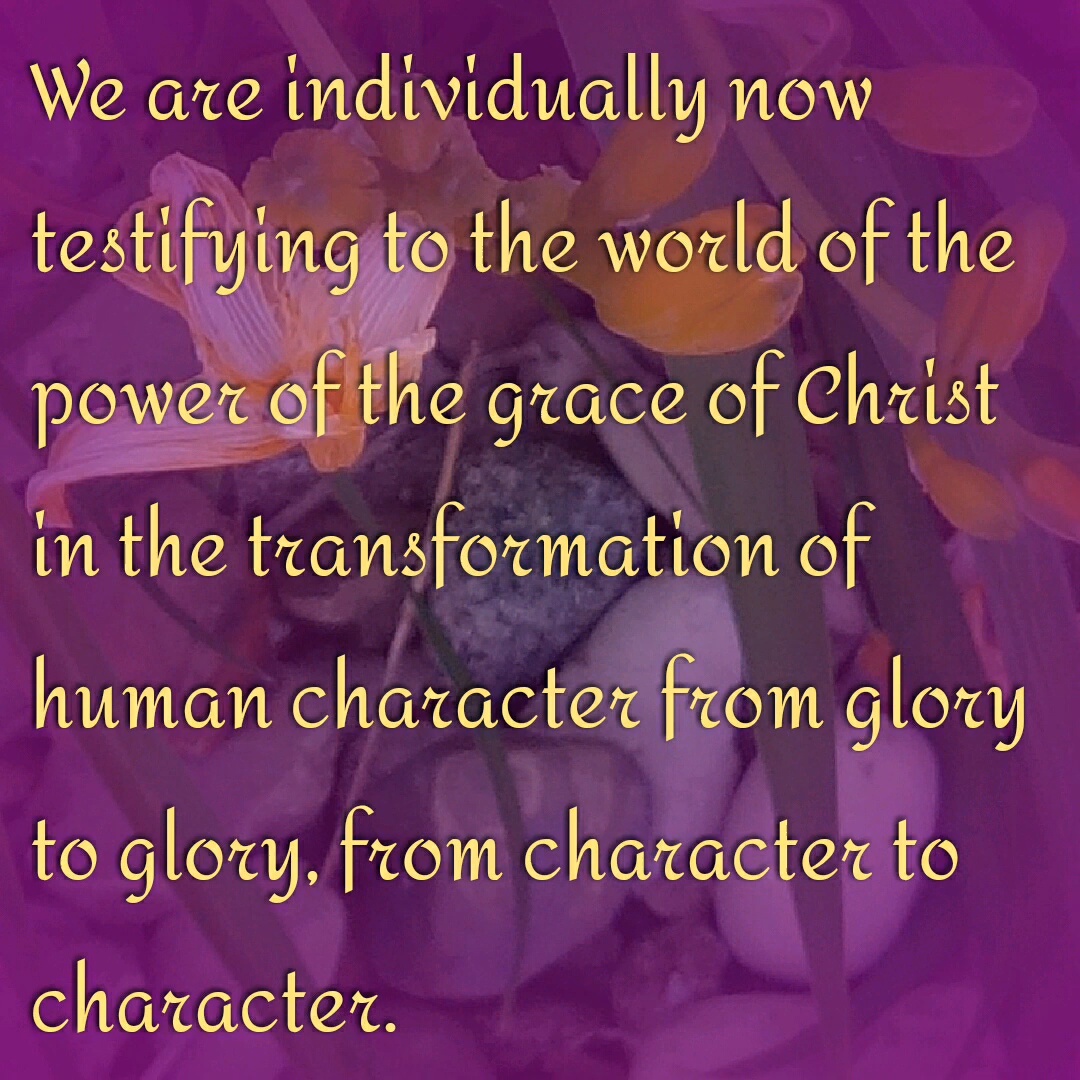 We are individually now
testifying to the world of the
power of the grace of Christ
in the transformation of
human character from glory
to glory, from character to
character.